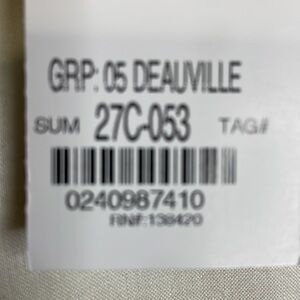 GRP: 05 DEAUVILLE
SUM 27C-053 TAG#
0240987410
RN#:138420